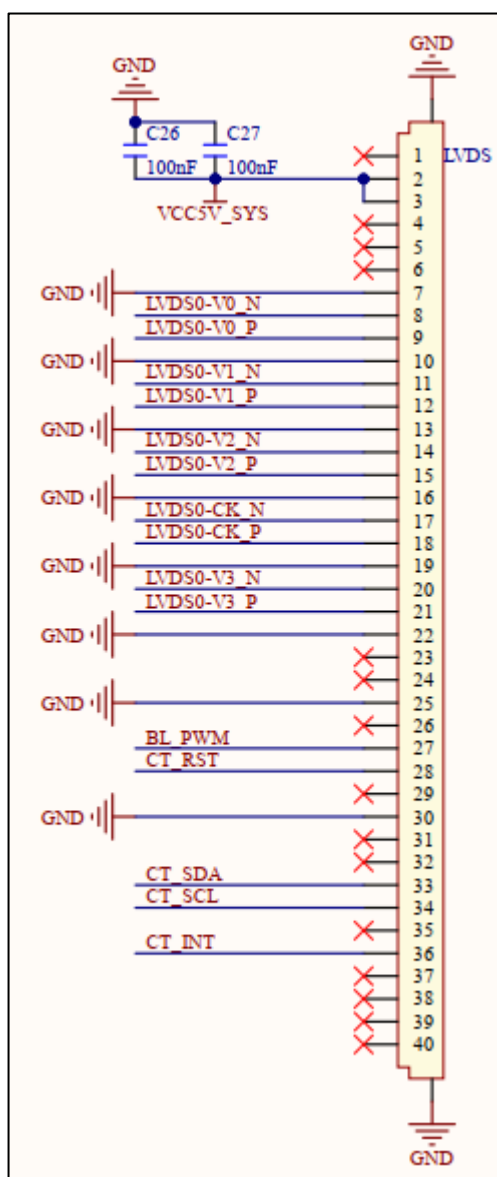 GND
GND
C26 C27
1 LVDS
100nF 100nF
2
3
VCC5V_SYS
4
5
6
GND 7
LVDS0-V0_N 8
LVDS0-V0_P 9
GND 10
LVDS0-V1_N 11
LVDS0-V1_P 12
GND 13
LVDS0-V2_N 14
LVDS0-V2_P 15
GND 16
LVDS0-CK_N 17
LVDS0-CK_P 18
GND 19
LVDS0-V3_N 20
LVDS0-V3_P 21
GND 22
23
24
GND 25
26
BL_PWM 27
CT_RST 28
29
GND 30
31
32
CT_SDA 33
CT_SCL 34
35
CT_INT 36
37
38
39
40
GND